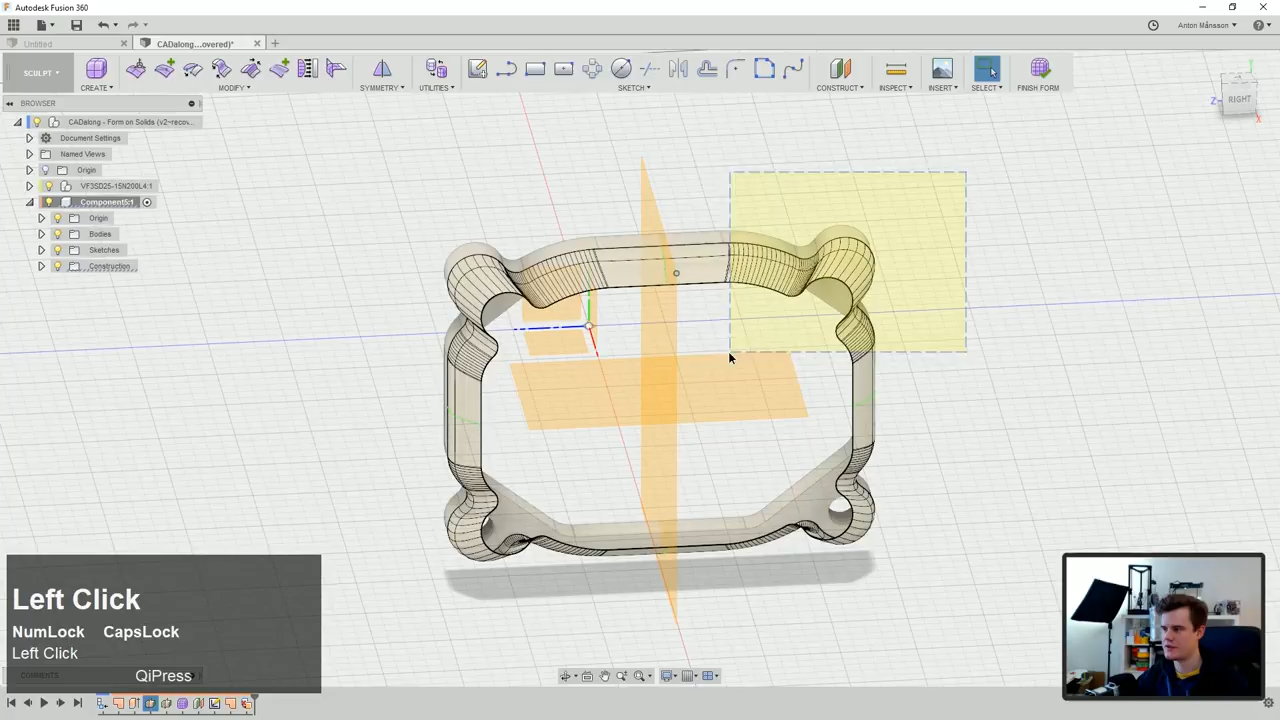 Autodesk Fusion 360
Anton Månsson
Untitled
CADalong...overed)*
SCULPT
CREATE
MODIFY
SYMMETRY
UTILITIES
SKETCH
CONSTRUCT
INSPECT
INSERT
SELECT
FINISH FORM
BROWSER
CADalong - Form on Solids (v2~recov...
Document Settings
Named Views
Origin
VF3SD25-15N200L4:1
Component5:1
Origin
Bodies
Sketches
Construction
RIGHT
Z
Y
X
Left Click
NumLock CapsLock
Left Click
QiPress
COMMENTS